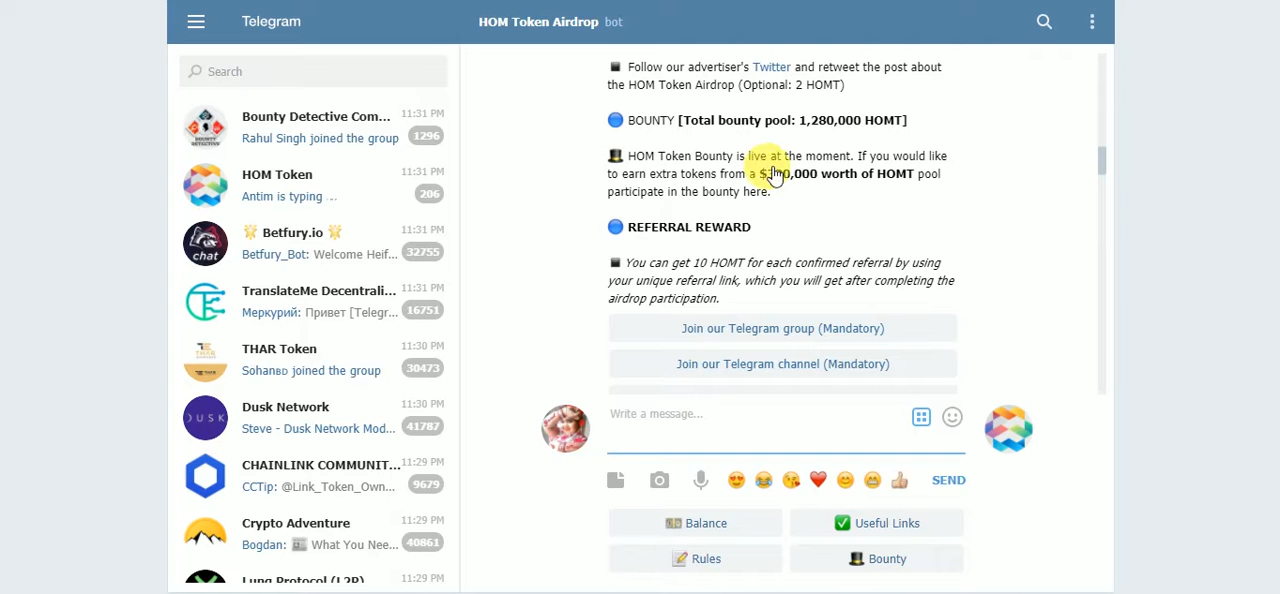 Telegram
HOM Token Airdrop bot
Search
Bounty Detective Com... 11:31 PM
Rahul Singh joined the group 1296
HOM Token 11:31 PM
Antim is typing ... 206
Betfury.io 11:31 PM
Betfury_Bot: Welcome Heif... 32755
TranslateMe Decentrali... 11:31 PM
Меркурий: Привет [Telegr... 16751
THAR Token 11:30 PM
Sohanᴇᴅ joined the group 30473
Dusk Network 11:30 PM
Steve - Dusk Network Mod... 41787
CHAINLINK COMMUNIT... 11:29 PM
CCTip: @Link_Token_Own... 9679
Crypto Adventure 11:29 PM
Bogdan: 📰 What You Nee... 40861
11:29 PM
chat
DUSK
Follow our advertiser's Twitter and retweet the post about
the HOM Token Airdrop (Optional: 2 HOMT)
BOUNTY [Total bounty pool: 1,280,000 HOMT]
HOM Token Bounty is live at the moment. If you would like
to earn extra tokens from a worth of HOMT pool
participate in the bounty here.
REFERRAL REWARD
You can get 10 HOMT for each confirmed referral by using
your unique referral link, which you will get after completing the
airdrop participation.
Join our Telegram group (Mandatory)
Join our Telegram channel (Mandatory)
Write a message...
SEND
Balance
Useful Links
Rules
Bounty